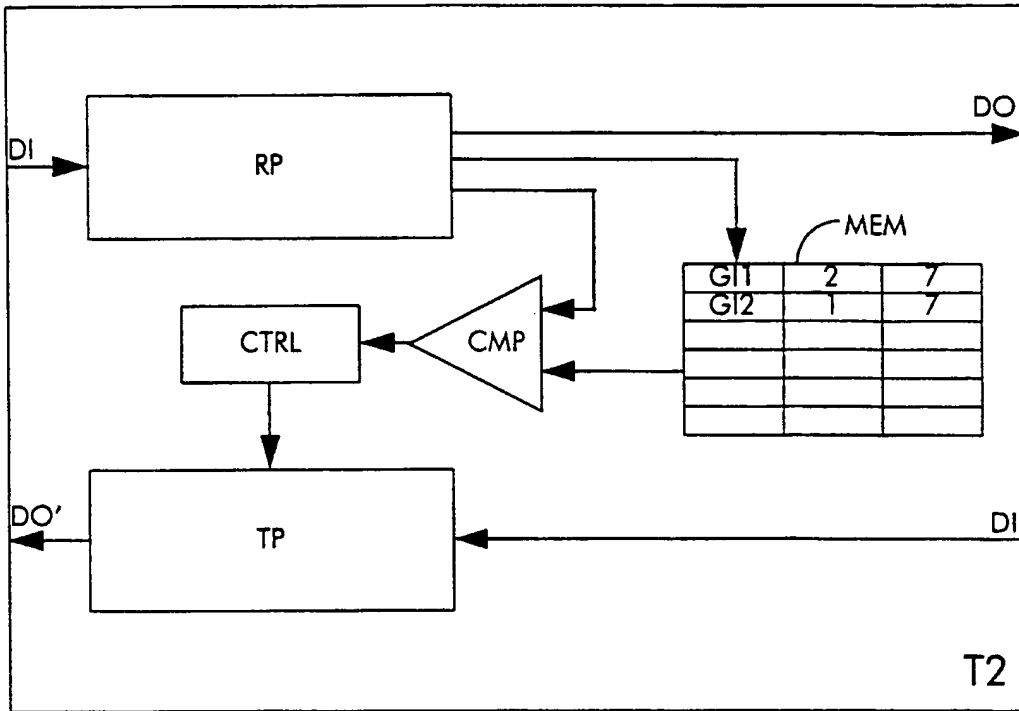 DO
DI
RP
MEM
GI1 2 7
GI2 1 7
CTRL
CMP
DO'
TP
DI
T2